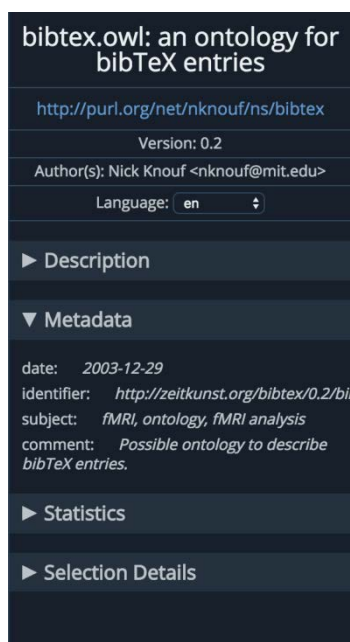 bibtex.owl: an ontology for
bibTeX entries
http://purl.org/net/nknouf/ns/bibtex
Version: 0.2
Author(s): Nick Knouf <nknouf@mit.edu>
Language: en
▶ Description
▼ Metadata
date: 2003-12-29
identifier: http://zeitkunst.org/bibtex/0.2/bi
subject: fMRI, ontology, fMRI analysis
comment: Possible ontology to describe
bibTeX entries.
▶ Statistics
▶ Selection Details